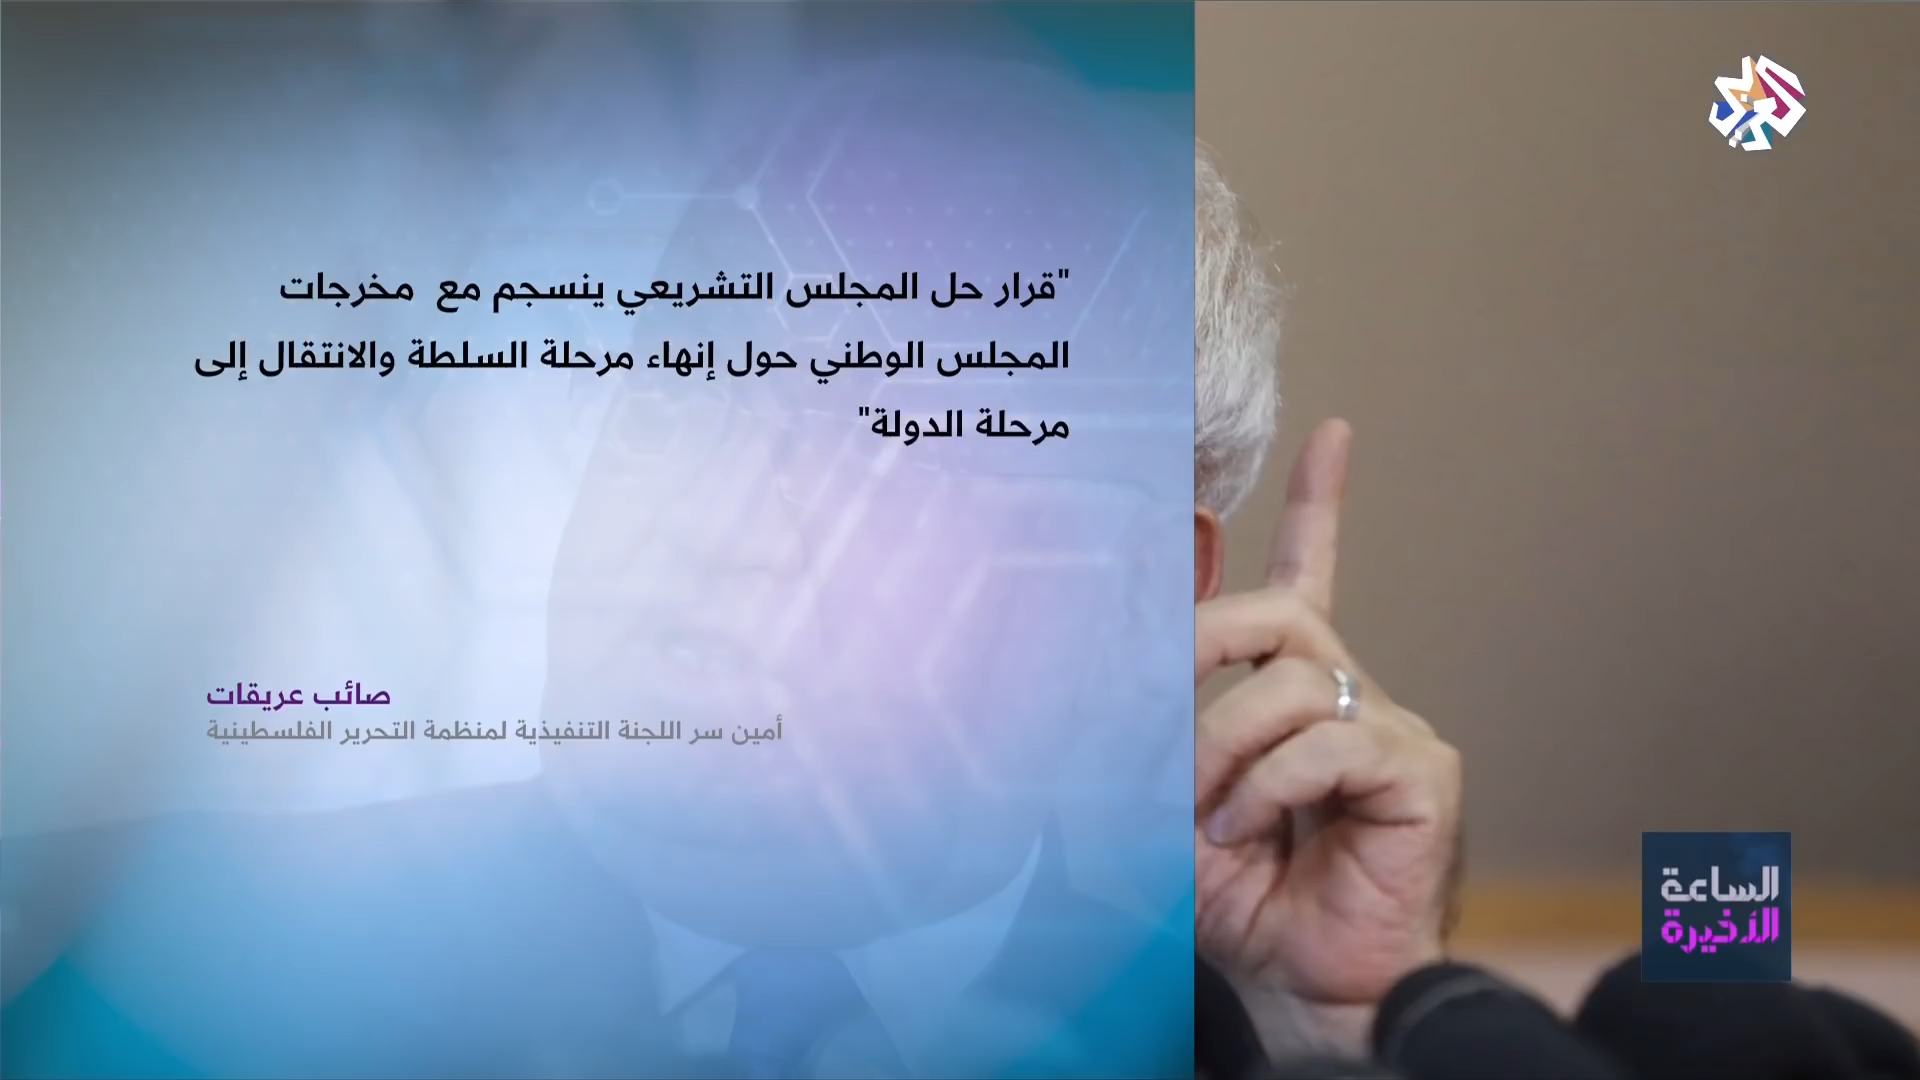 "قرار حل المجلس التشريعي ينسجم مع مخرجات
المجلس الوطني حول إنهاء مرحلة السلطة والانتقال إلى
مرحلة الدولة"
صائب عريقات
أمين سر اللجنة التنفيذية لمنظمة التحرير الفلسطينية
الساعة
الأخيرة